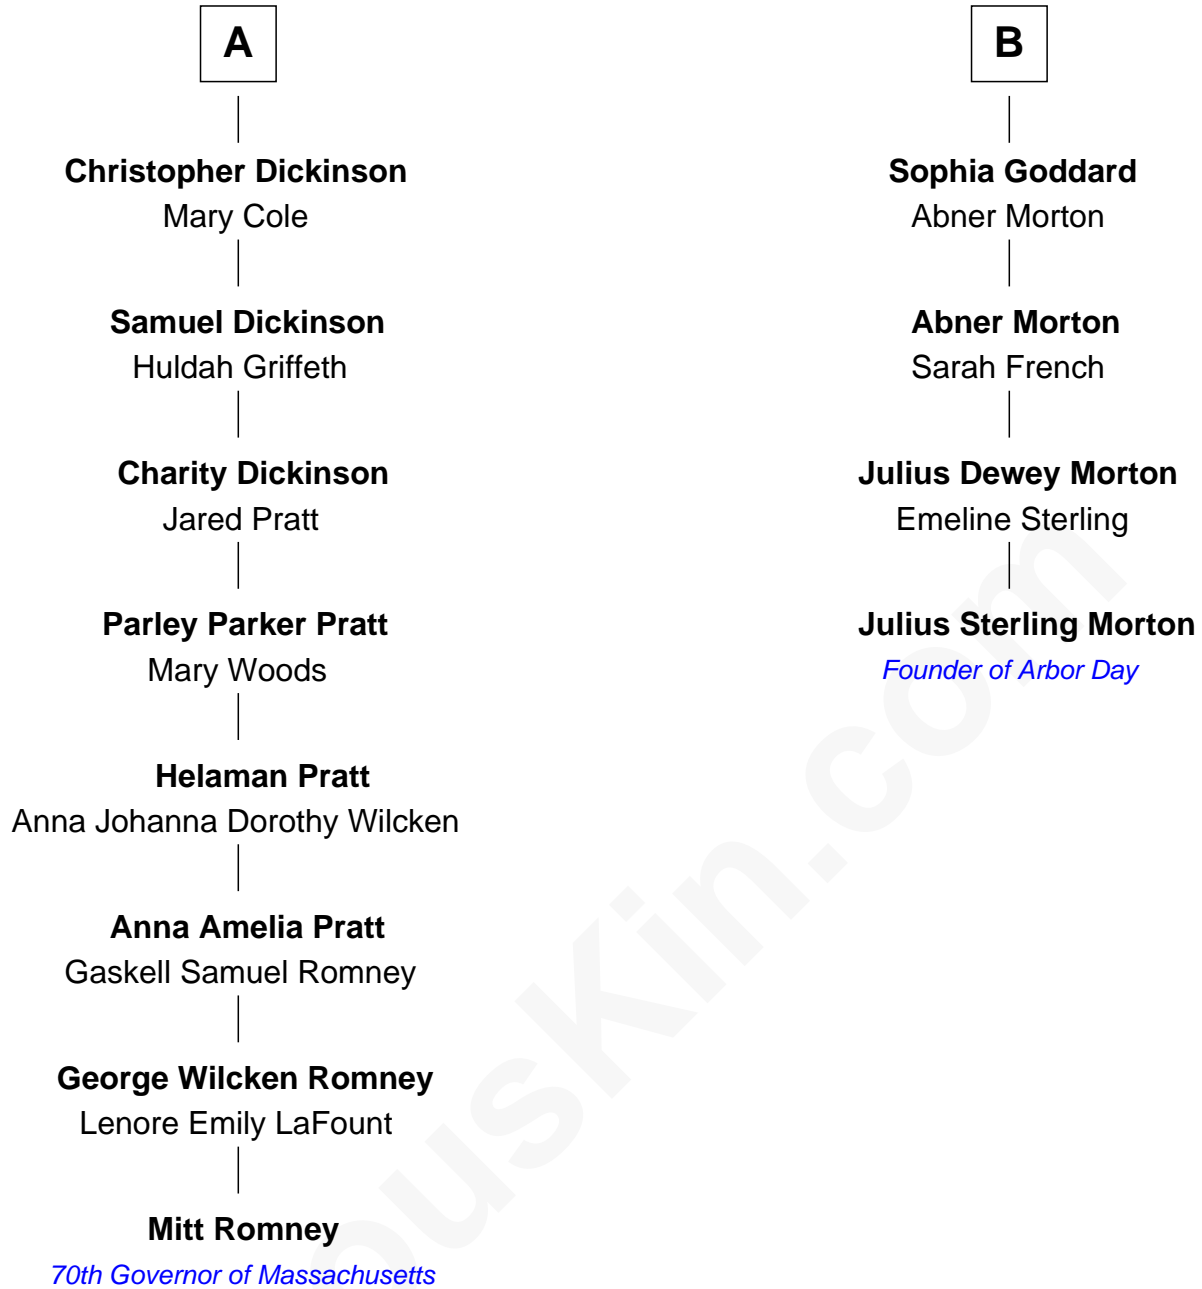 A
Christopher Dickinson
Mary Cole
Samuel Dickinson
Huldah Griffeth
Charity Dickinson
Jared Pratt
Parley Parker Pratt
Mary Woods
Helaman Pratt
Anna Johanna Dorothy Wilcken
Anna Amelia Pratt
Gaskell Samuel Romney
George Wilcken Romney
Lenore Emily LaFount
Mitt Romney
70th Governor of Massachusetts
B
Sophia Goddard
Abner Morton
Abner Morton
Sarah French
Julius Dewey Morton
Emeline Sterling
Julius Sterling Morton
Founder of Arbor Day
ousKin.com